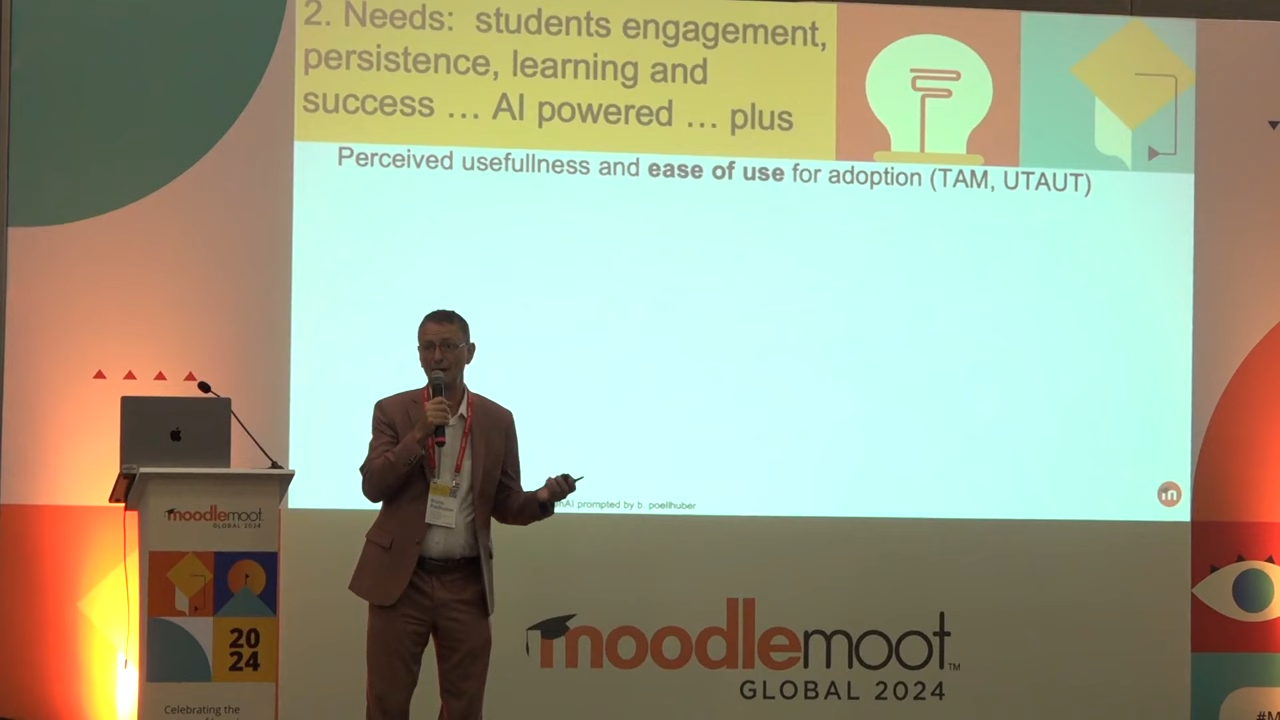 2. Needs: students engagement,
persistence, learning and
success … AI powered … plus
Perceived usefullness and ease of use for adoption (TAM, UTAUT)
prompted by b. poellhuber
moodlemoot
GLOBAL 2024
20
24
Celebrating the
moodlemoot™
GLOBAL 2024